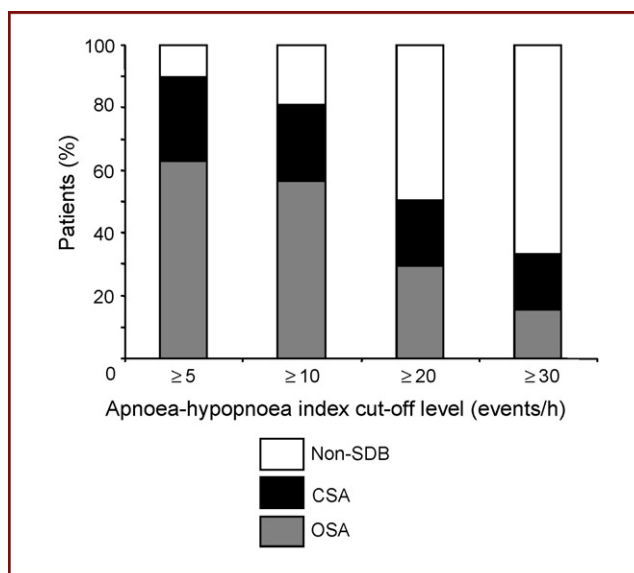 100
80
60
40
20
0
Patients (%)
≥5 ≥10 ≥20 ≥30
Apnoea-hypopnoea index cut-off level (events/h)
Non-SDB
CSA
OSA